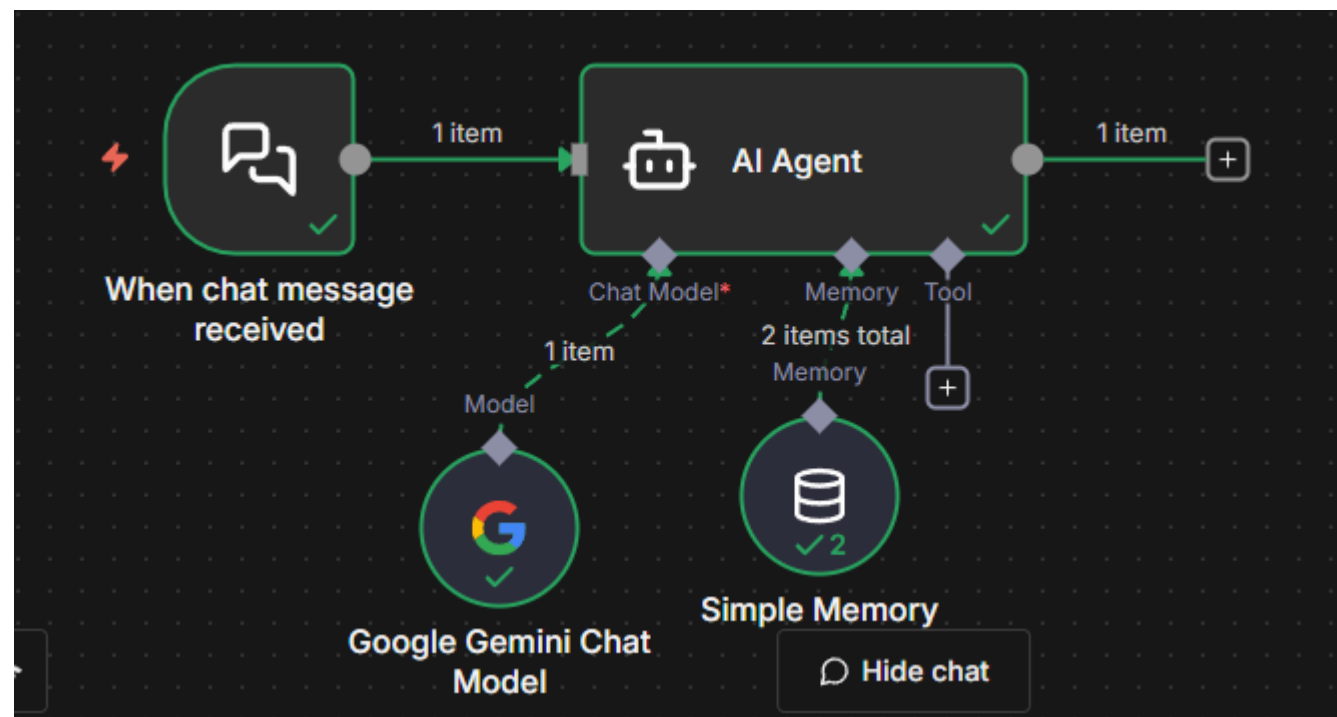 1 item
1 item
AI Agent
When chat message
received
Chat Model*
Memory
Tool
2 items total
1 item
Memory
Model
2
Simple Memory
Google Gemini Chat
Model
Hide chat